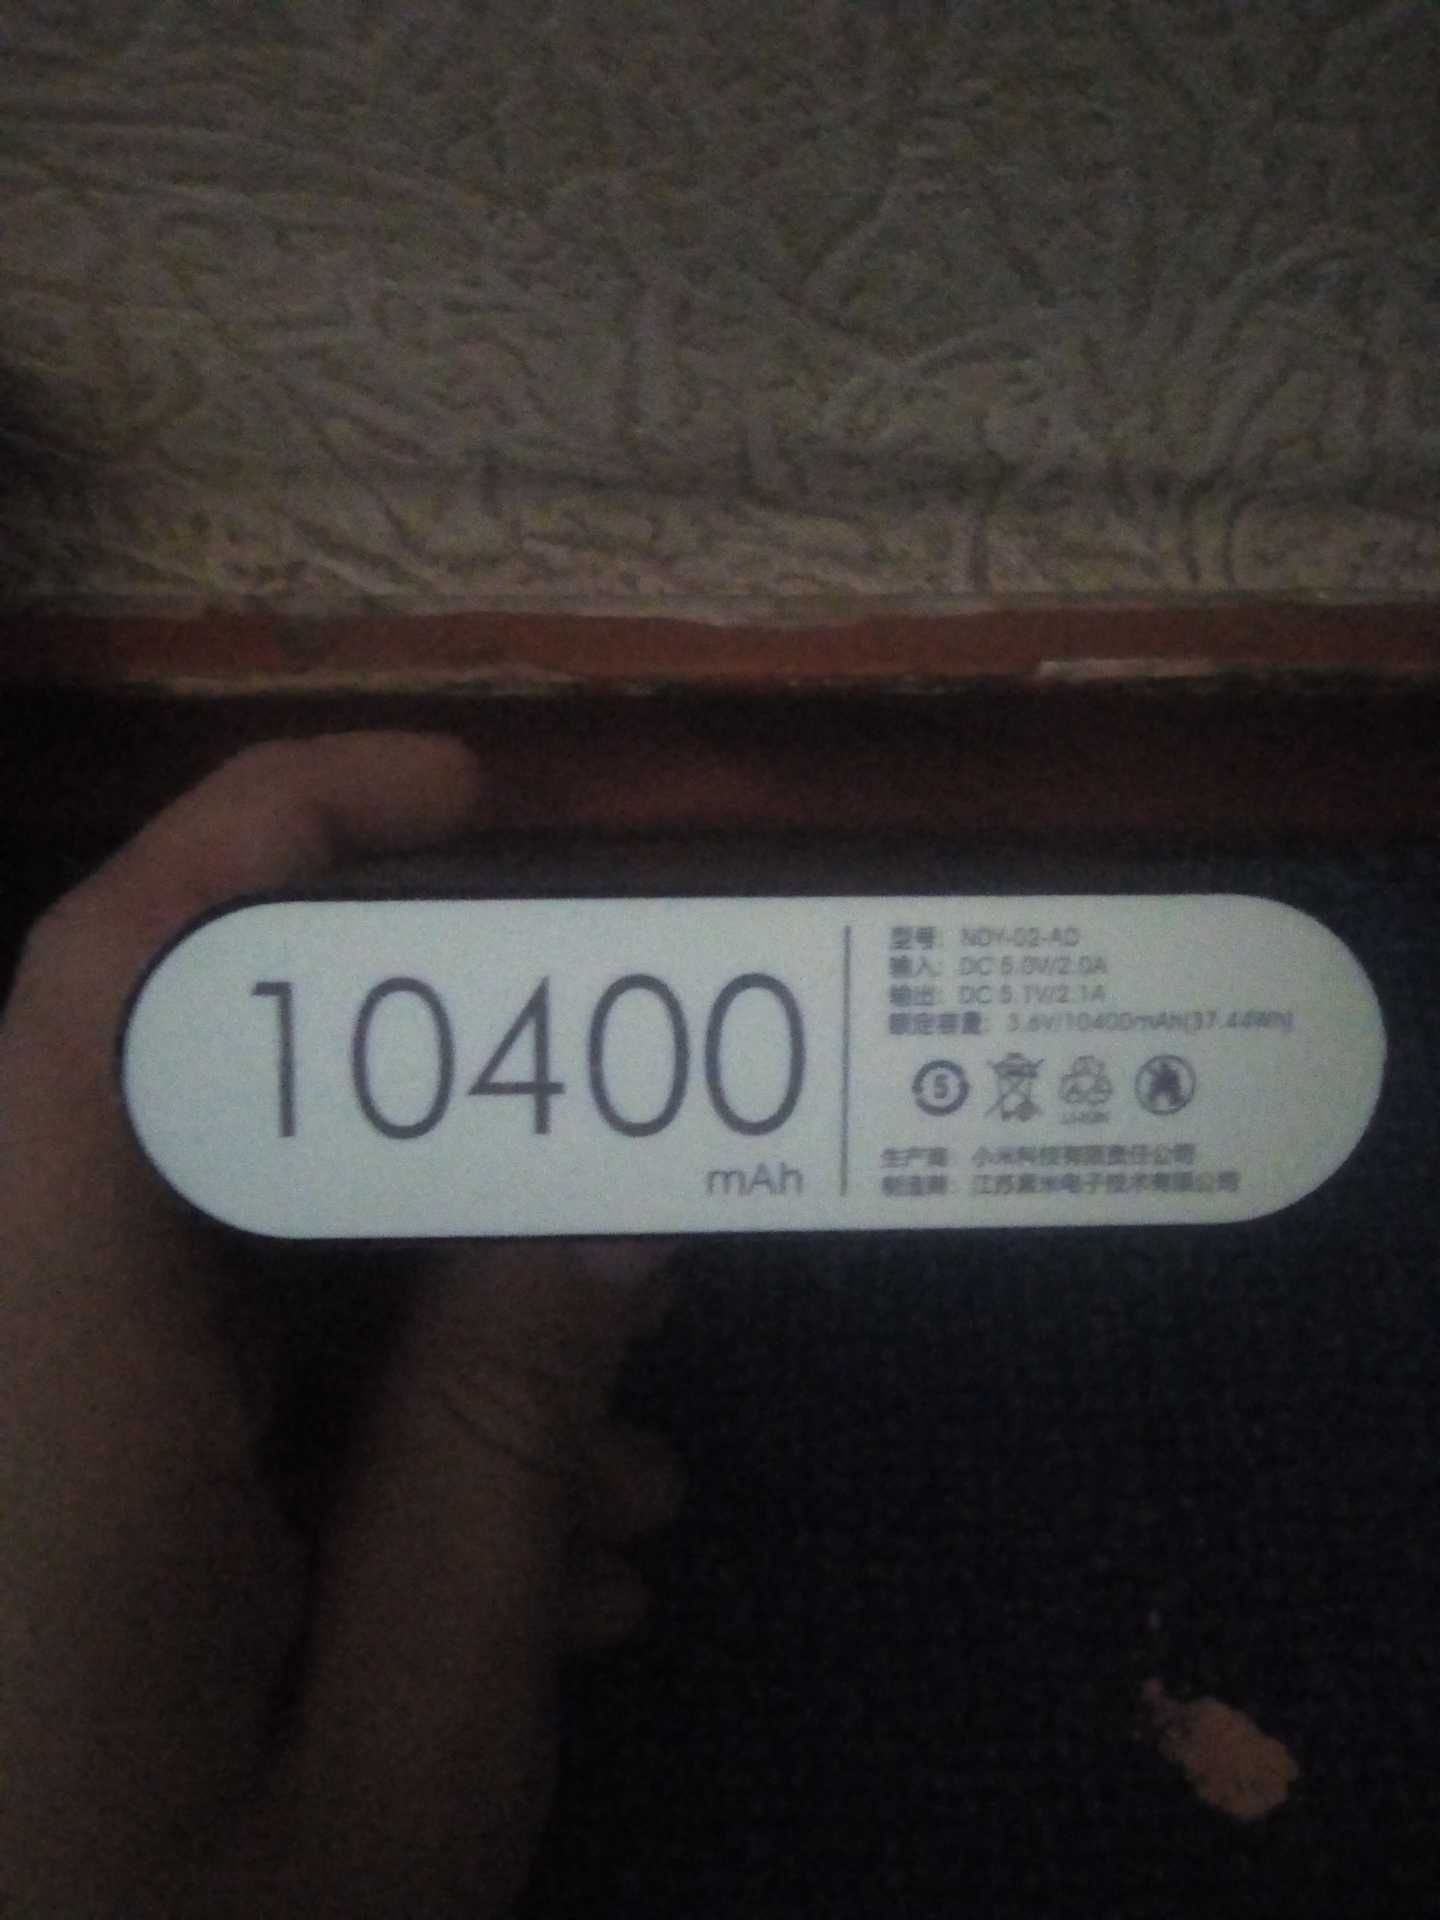 10400
mAh
型号: NDY-02-AD
输入: DC 5.0V/2.0A
输出: DC 5.1V/2.1A
额定容量: 3.6V/10400mAh(37.44Wh)
5
生产商: 小米科技有限责任公司
制造商: 江苏紫米电子技术有限公司